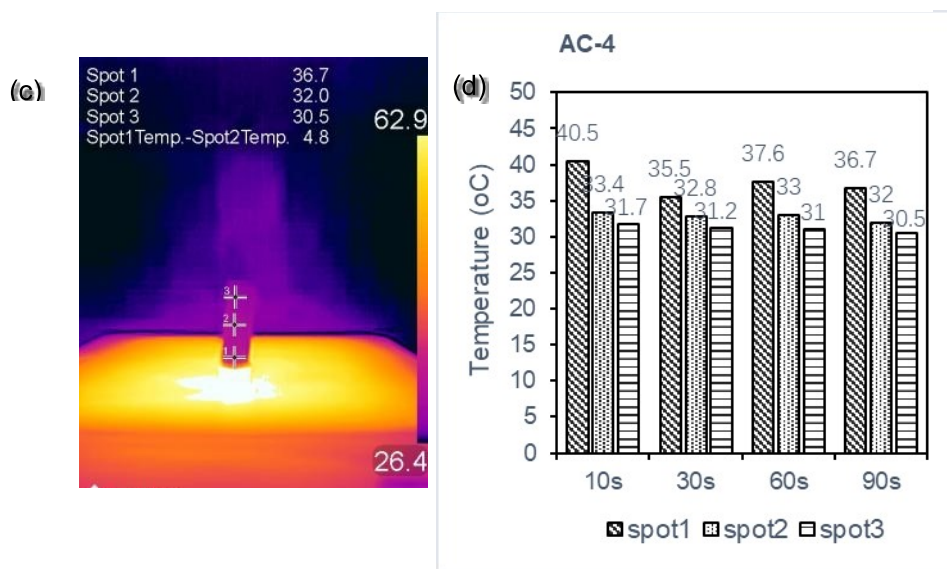 (c)
Spot 1 36.7
Spot 2 32.0
Spot 3 30.5
Spot1Temp.-Spot2Temp. 4.8
62.9
3
2
1
26.4
AC-4
(d)
Temperature (oC)
50
45
40
35
30
25
20
15
10
5
0
40.5
33.4
31.7
35.5
32.8
31.2
37.6
33
31
36.7
32
30.5
10s 30s 60s 90s
spot1 spot2 spot3